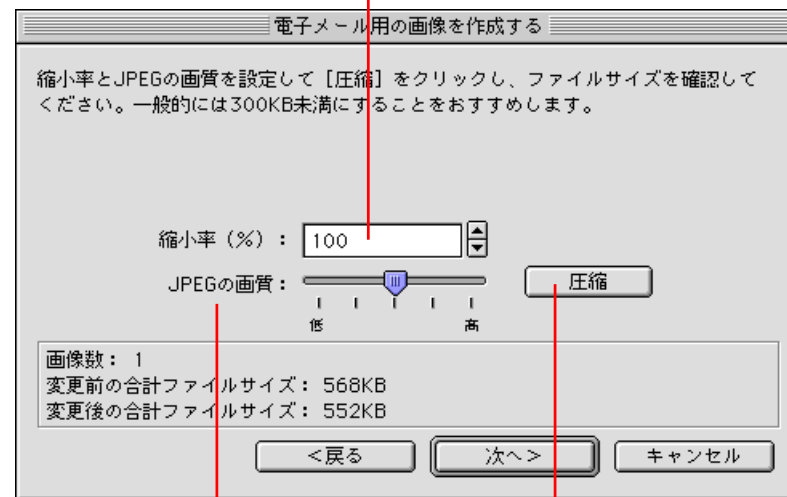 電子メール用の画像を作成する
縮小率とJPEGの画質を設定して［圧縮］をクリックし、ファイルサイズを確認して
ください。一般的には300KB未満にすることをおすすめします。
縮小率（%）： 100
JPEGの画質： 圧縮
低 高
画像数： 1
変更前の合計ファイルサイズ： 568KB
変更後の合計ファイルサイズ： 552KB
<戻る 次へ> キャンセル